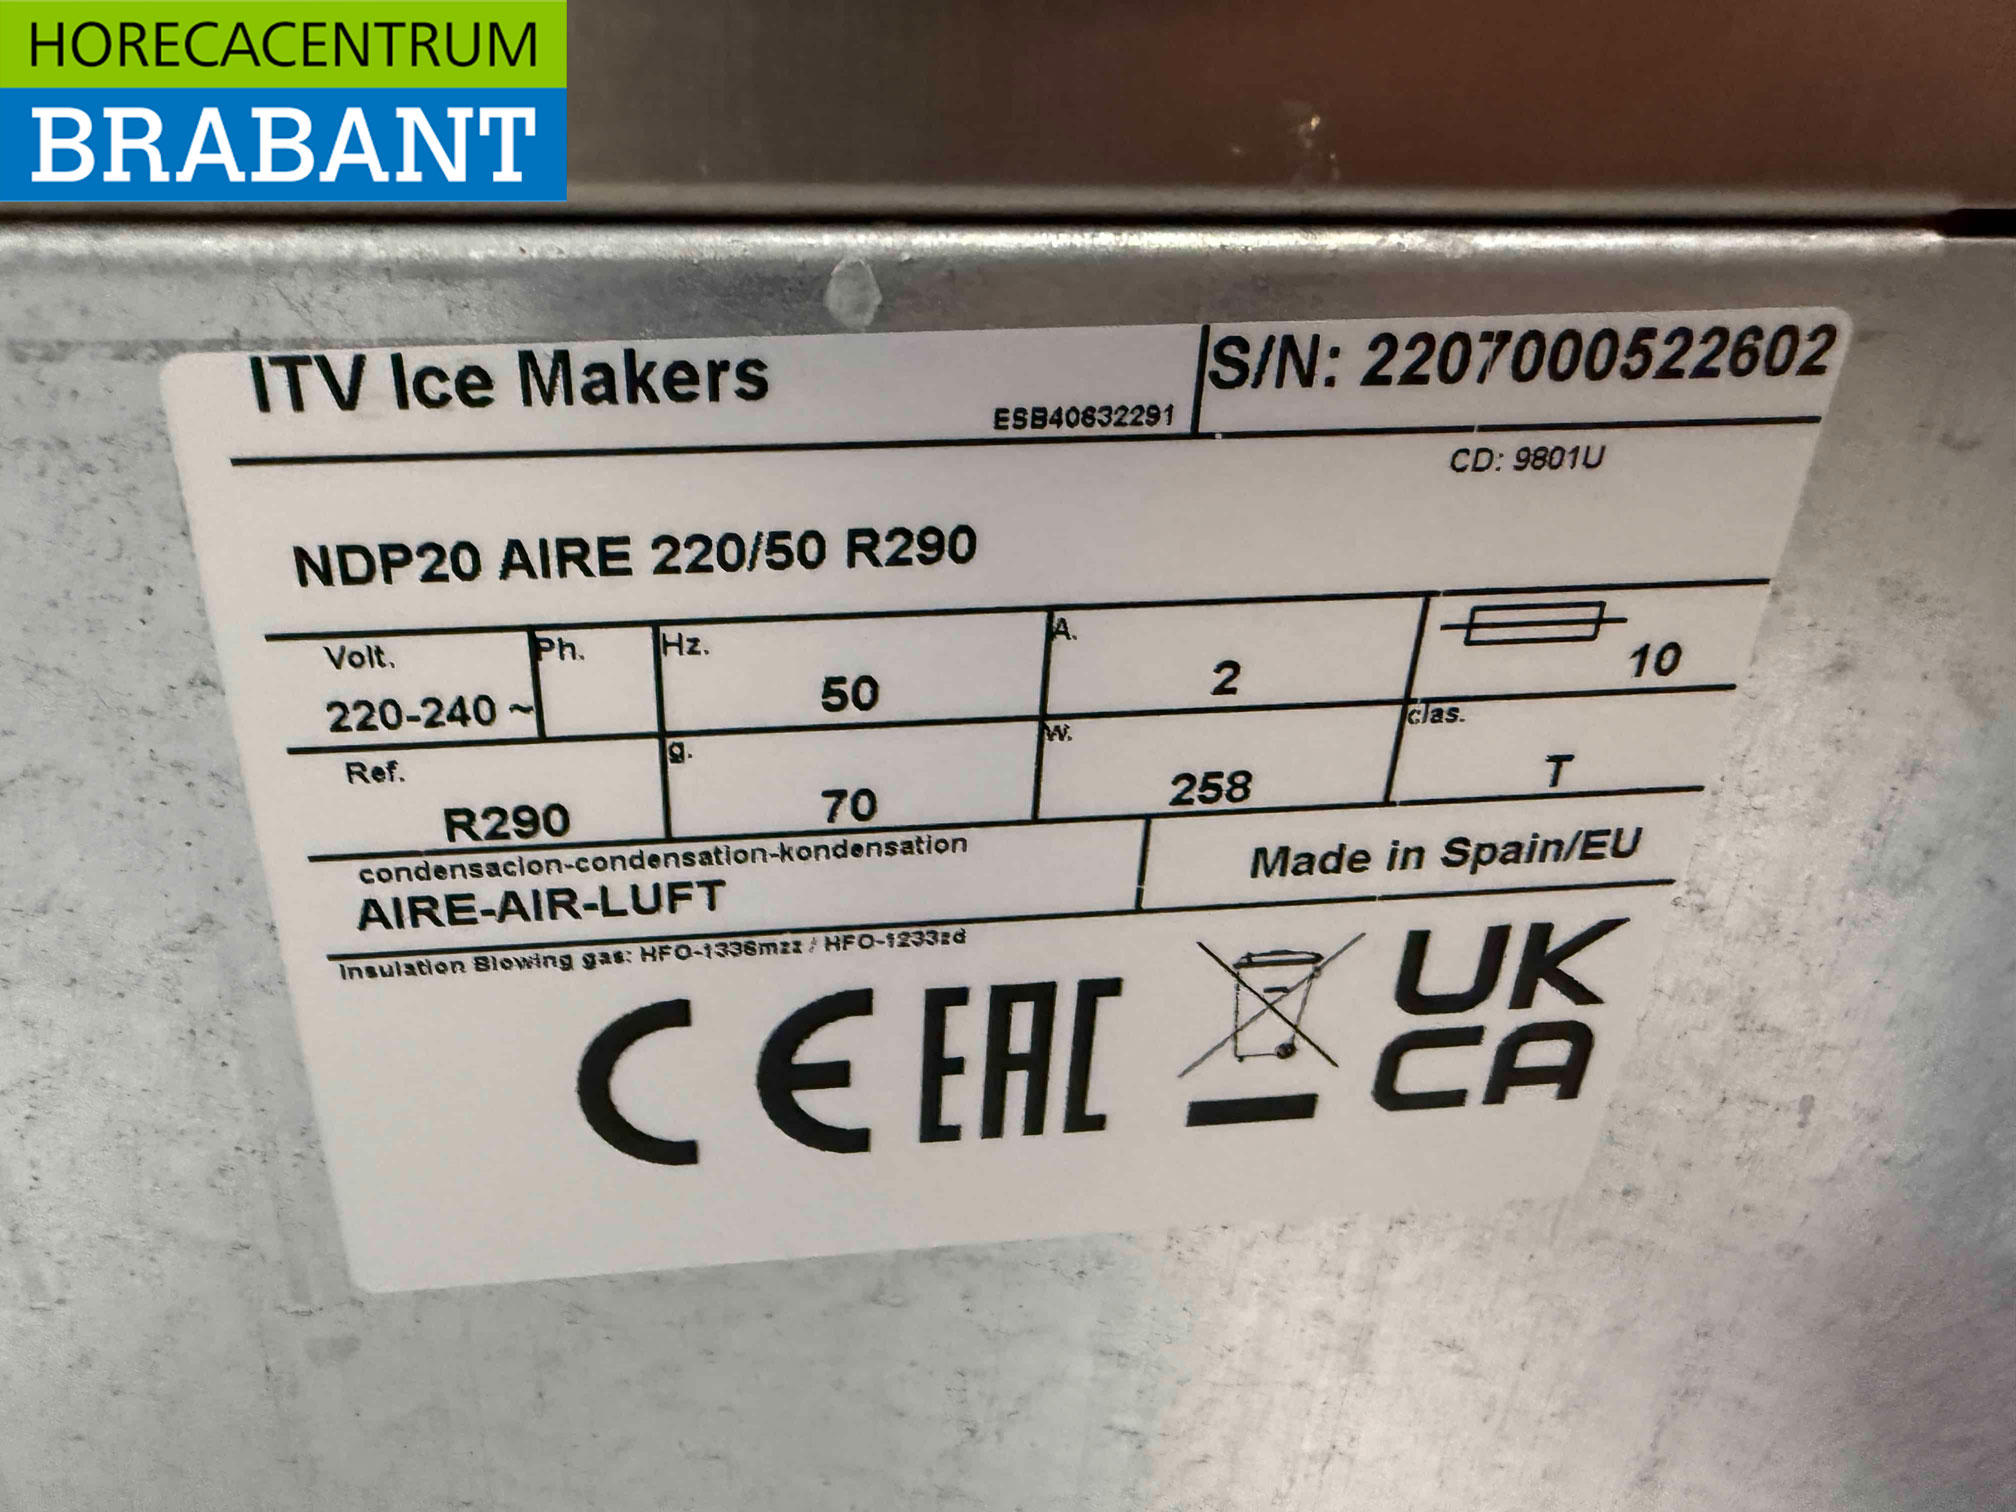 HORECACENTRUM
BRABANT
ITV Ice Makers
ESB40632291
S/N: 2207000522602
CD: 9801U
NDP20 AIRE 220/50 R290
Volt. Ph. Hz. A.
220-240 ~ 50 2 10
Ref. g. w. clas.
R290 70 258 T
condensacion-condensation-kondensation
AIRE-AIR-LUFT
Made in Spain/EU
Insulation Blowing gas: HFO-1336mzz / HFO-1233zd
CE EAC UK
CA